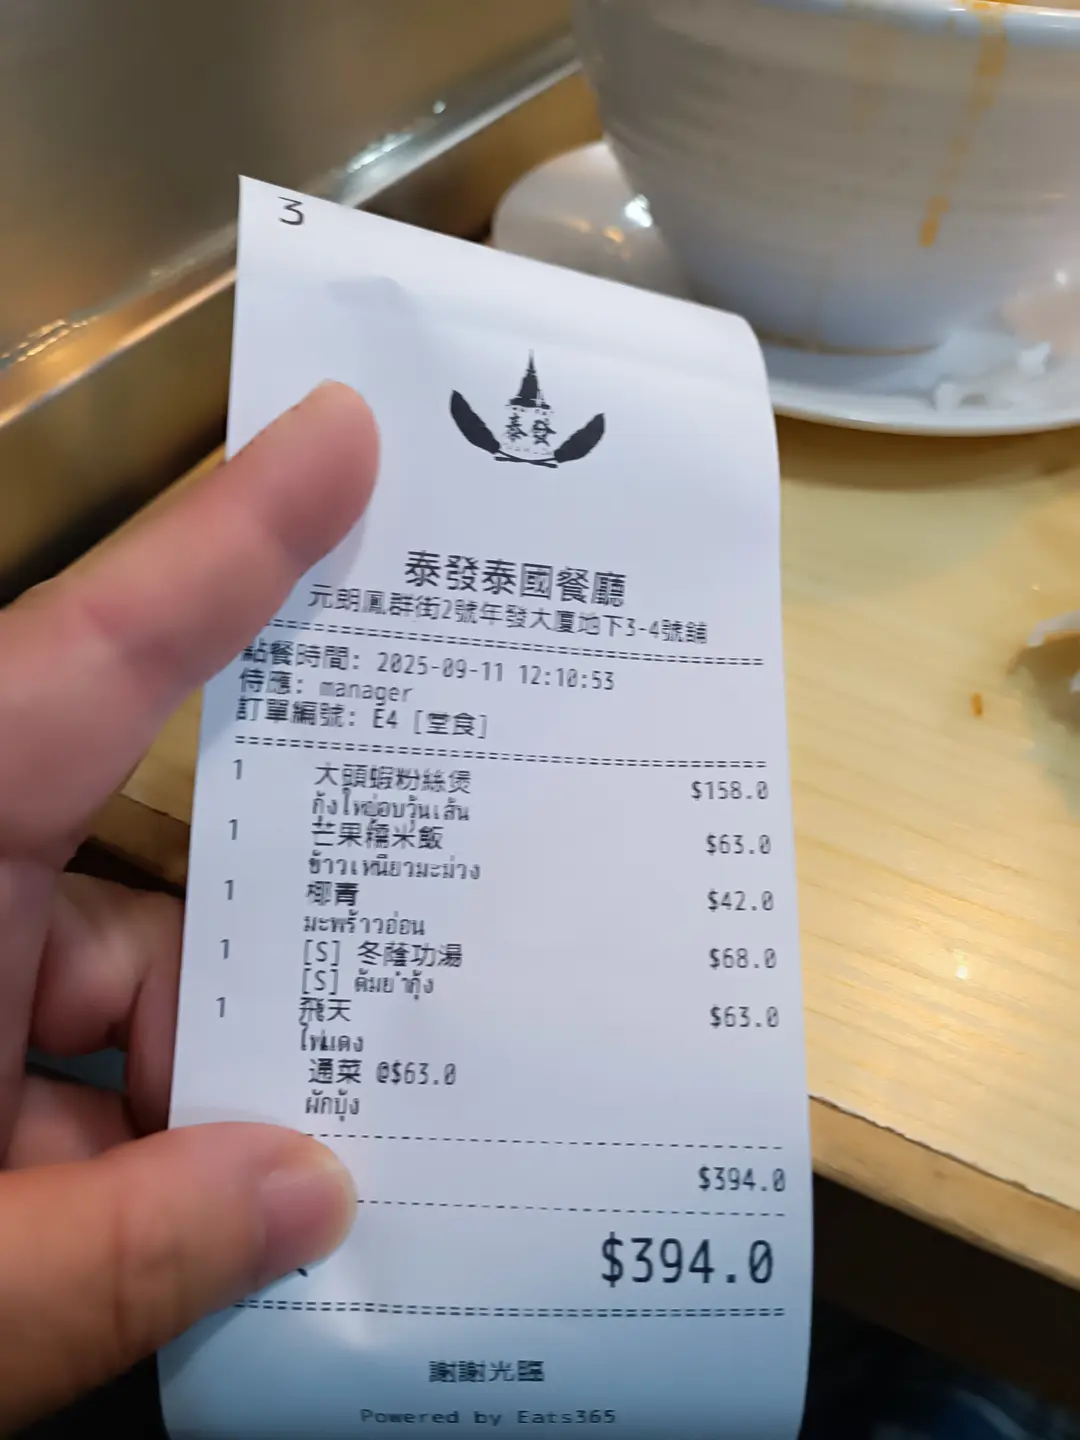 3
泰發
泰發泰國餐廳
元朗鳳群街2號年發大廈地下3-4號舖
點餐時間: 2025-09-11 12:10:53
侍應: manager
訂單編號: E4 [堂食]
1 大頭蝦粉絲煲 $158.0
กุ้งใหญ่อบวุ้นเส้น
1 芒果糯米飯 $63.0
ข้าวเหนียวมะม่วง
1 椰青 $42.0
มะพร้าวอ่อน
1 [S] 冬蔭功湯 $68.0
[S] ต้มยำกุ้ง
1 飛天 $63.0
ไฟแดง
通菜 @$63.0
ผักบุ้ง
$394.0
$394.0
謝謝光臨
Powered by Eats365